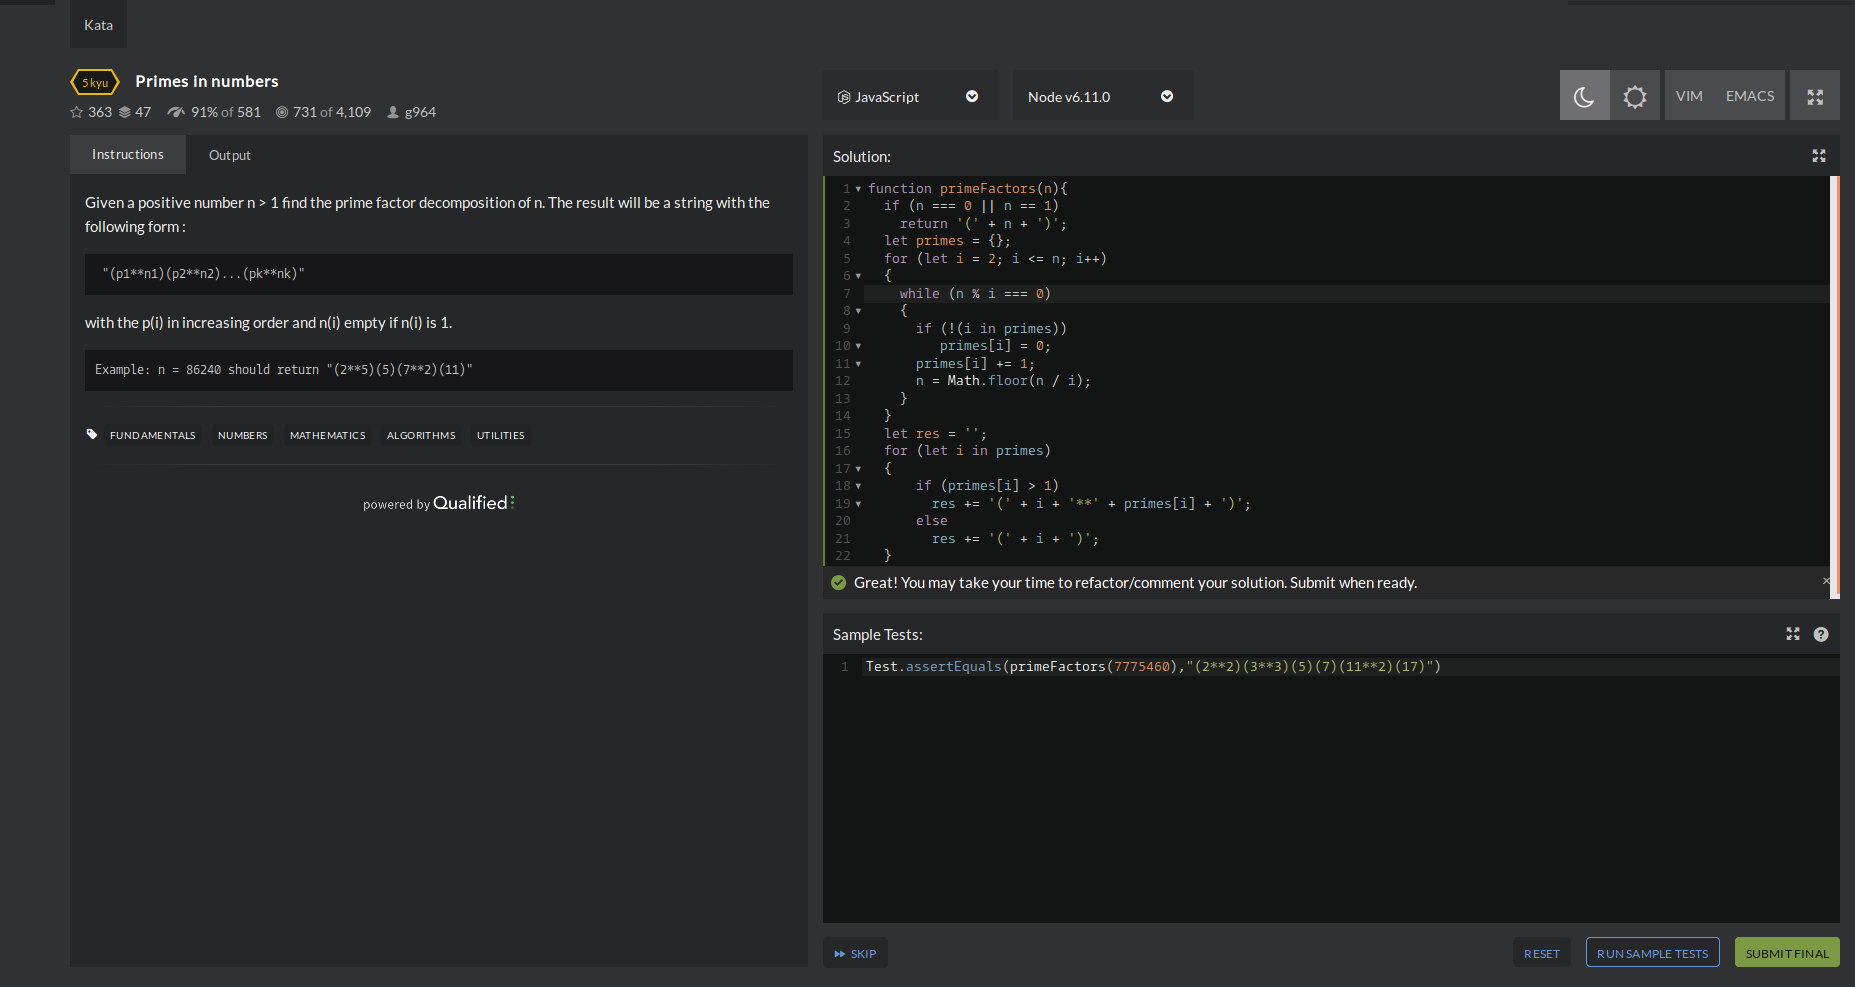 Kata
5 kyu Primes in numbers
363 47 91% of 581 731 of 4,109 g964
Instructions Output
Given a positive number n > 1 find the prime factor decomposition of n. The result will be a string with the
following form :
"(p1**n1)(p2**n2)...(pk**nk)"
with the p(i) in increasing order and n(i) empty if n(i) is 1.
Example: n = 86240 should return "(2**5)(5)(7**2)(11)"
FUNDAMENTALS NUMBERS MATHEMATICS ALGORITHMS UTILITIES
powered by Qualified
JavaScript Node v6.11.0 VIM EMACS
Solution:
1 function primeFactors(n){
2 if (n === 0 || n == 1)
3 return '(' + n + ')';
4 let primes = {};
5 for (let i = 2; i <= n; i++)
6 {
7 while (n % i === 0)
8 {
9 if (!(i in primes))
10 primes[i] = 0;
11 primes[i] += 1;
12 n = Math.floor(n / i);
13 }
14 }
15 let res = '';
16 for (let i in primes)
17 {
18 if (primes[i] > 1)
19 res += '(' + i + '**' + primes[i] + ')';
20 else
21 res += '(' + i + ')';
22 }
Great! You may take your time to refactor/comment your solution. Submit when ready. ×
Sample Tests: ?
1 Test.assertEquals(primeFactors(7775460),"(2**2)(3**3)(5)(7)(11**2)(17)")
SKIP RESET RUN SAMPLE TESTS SUBMIT FINAL